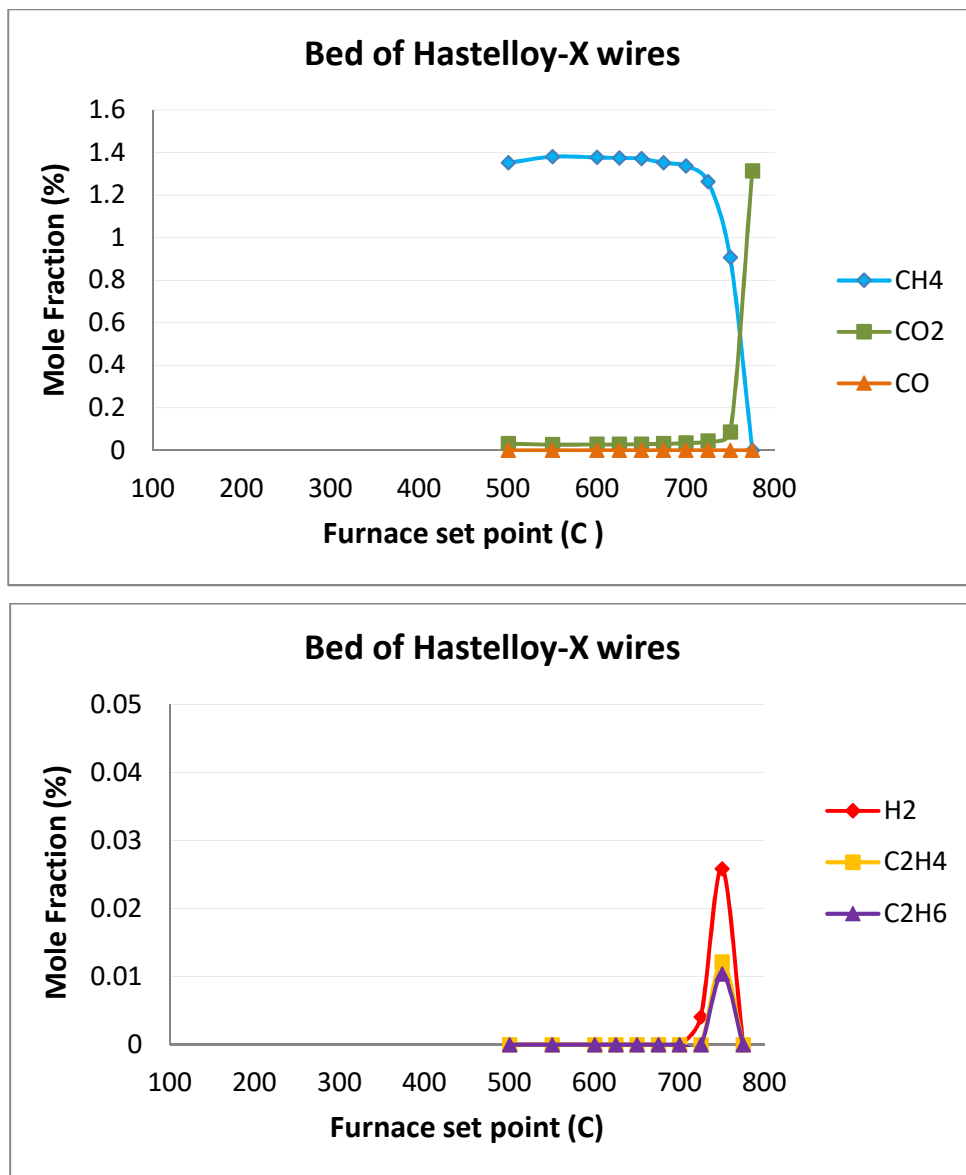 Bed of Hastelloy-X wires
Mole Fraction (%)
1.6
1.4
1.2
1
0.8
0.6
0.4
0.2
0
100 200 300 400 500 600 700 800
Furnace set point (C )
CH4
CO2
CO
Bed of Hastelloy-X wires
Mole Fraction (%)
0.05
0.04
0.03
0.02
0.01
0
100 200 300 400 500 600 700 800
Furnace set point (C)
H2
C2H4
C2H6